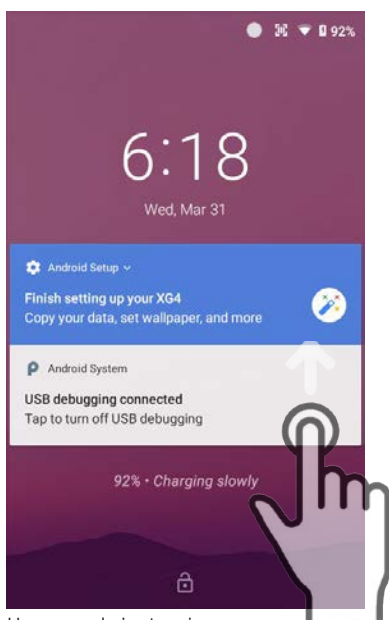 92%
6:18
Wed, Mar 31
Android Setup
Finish setting up your XG4
Copy your data, set wallpaper, and more
Android System
USB debugging connected
Tap to turn off USB debugging
92% • Charging slowly